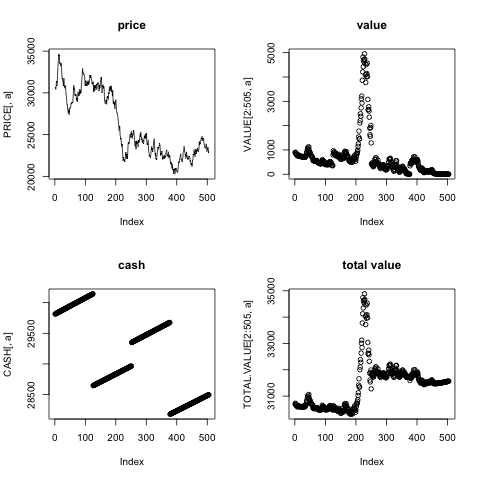 price
PRICE[, a]
20000 25000 30000 35000
0 100 200 300 400 500
Index
value
VALUE[2:505, a]
0 1000 3000 5000
0 100 200 300 400 500
Index
cash
CASH[, a]
28500 29500
0 100 200 300 400 500
Index
total value
TOTAL.VALUE[2:505, a]
31000 33000 35000
0 100 200 300 400 500
Index